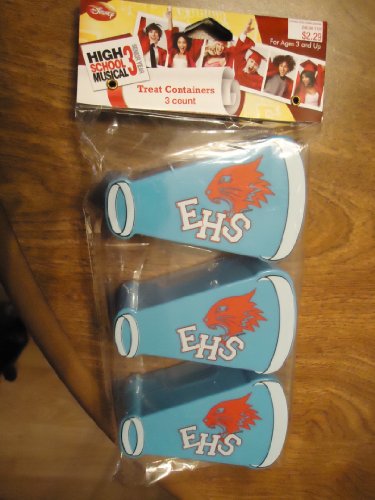 Disney
HIGH
SCHOOL
MUSICAL 3
SENIOR YEAR
Treat Containers
3 count
$2.29
For Ages 3 and Up
EHS
EHS
EHS